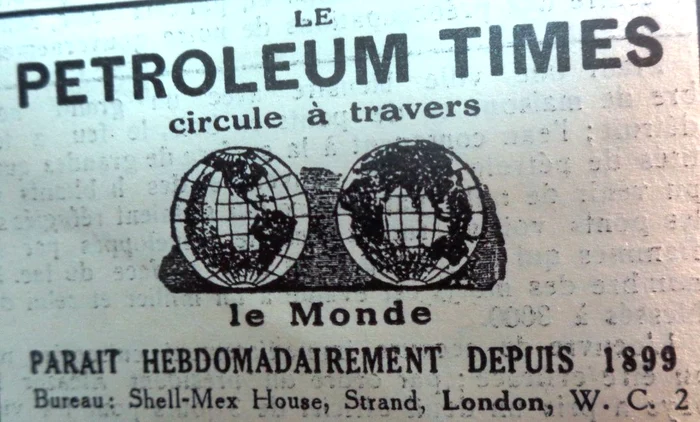 LE
PETROLEUM TIMES
circule à travers
le Monde
PARAIT HEBDOMADAIREMENT DEPUIS 1899
Bureau: Shell-Mex House, Strand, London, W. C. 2